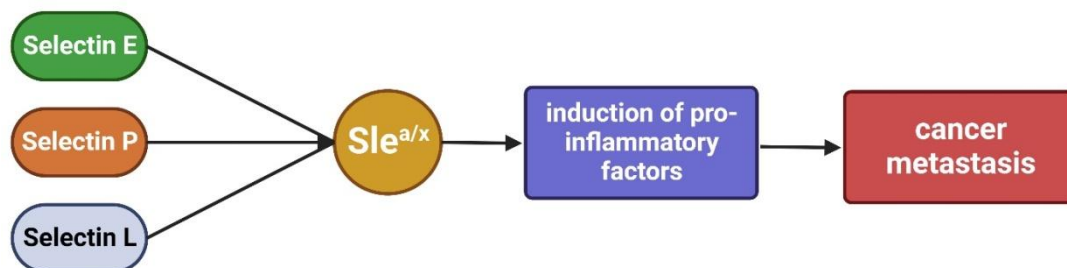 Selectin E
Selectin P
Selectin L
Sle^a/x
induction of pro-
inflammatory
factors
cancer
metastasis